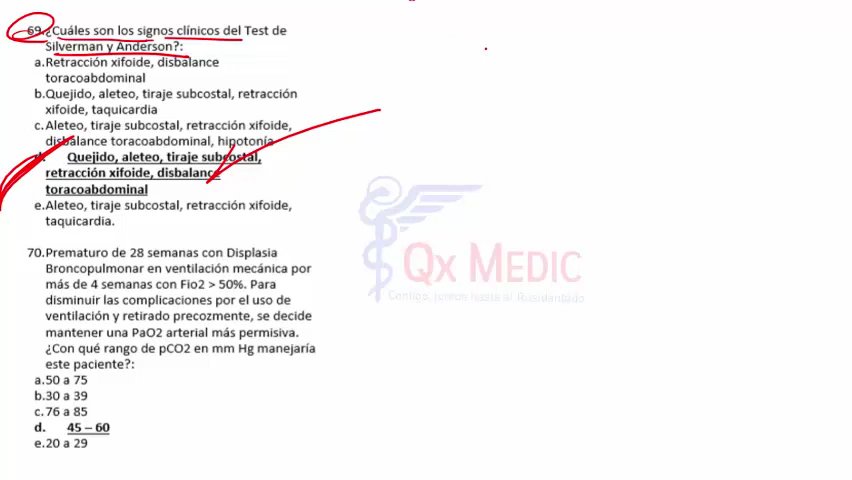 69.¿Cuáles son los signos clínicos del Test de
Silverman y Anderson?:
a.Retracción xifoide, disbalance
toracoabdominal
b.Quejido, aleteo, tiraje subcostal, retracción
xifoide, taquicardia
c.Aleteo, tiraje subcostal, retracción xifoide,
disbalance toracoabdominal, hipotonía
d. Quejido, aleteo, tiraje subcostal,
retracción xifoide, disbalance
toracoabdominal
e.Aleteo, tiraje subcostal, retracción xifoide,
taquicardia.
70.Prematuro de 28 semanas con Displasia
Broncopulmonar en ventilación mecánica por
más de 4 semanas con Fio2 > 50%. Para
disminuir las complicaciones por el uso de
ventilación y retirado precozmente, se decide
mantener una PaO2 arterial más permisiva.
¿Con qué rango de pCO2 en mm Hg manejaría
este paciente?:
a.50 a 75
b.30 a 39
c.76 a 85
d. 45 – 60
e.20 a 29
Qx MEDIC
Contigo, juntos hasta el Residentado